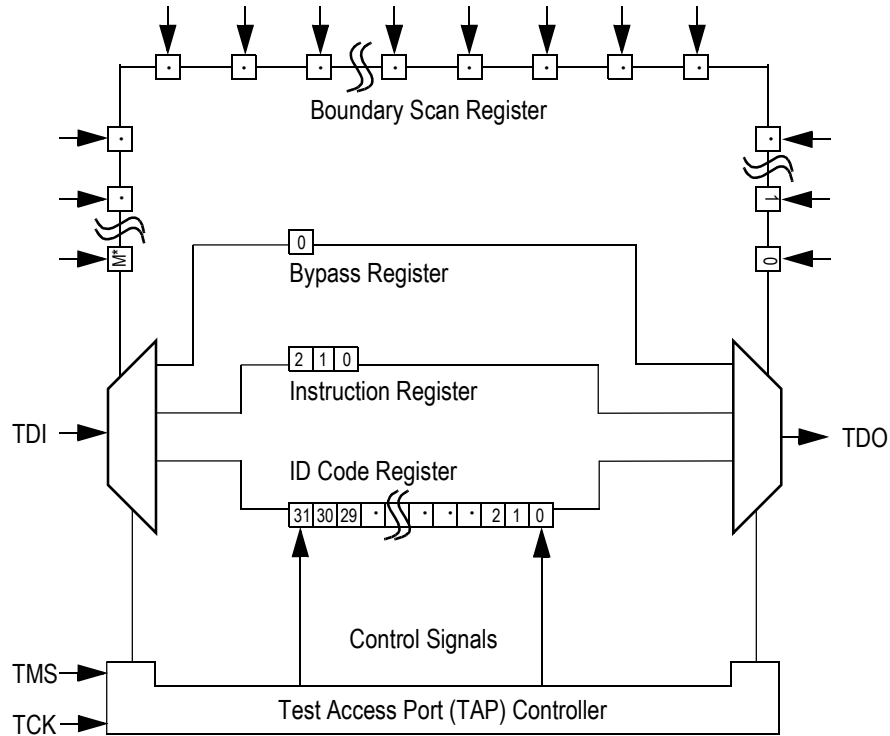 · · · · · · · ·
Boundary Scan Register
· ·
· 1
M* 0
0
Bypass Register
2 1 0
Instruction Register
TDI TDO
ID Code Register
31 30 29 · · · · 2 1 0
Control Signals
TMS
Test Access Port (TAP) Controller
TCK